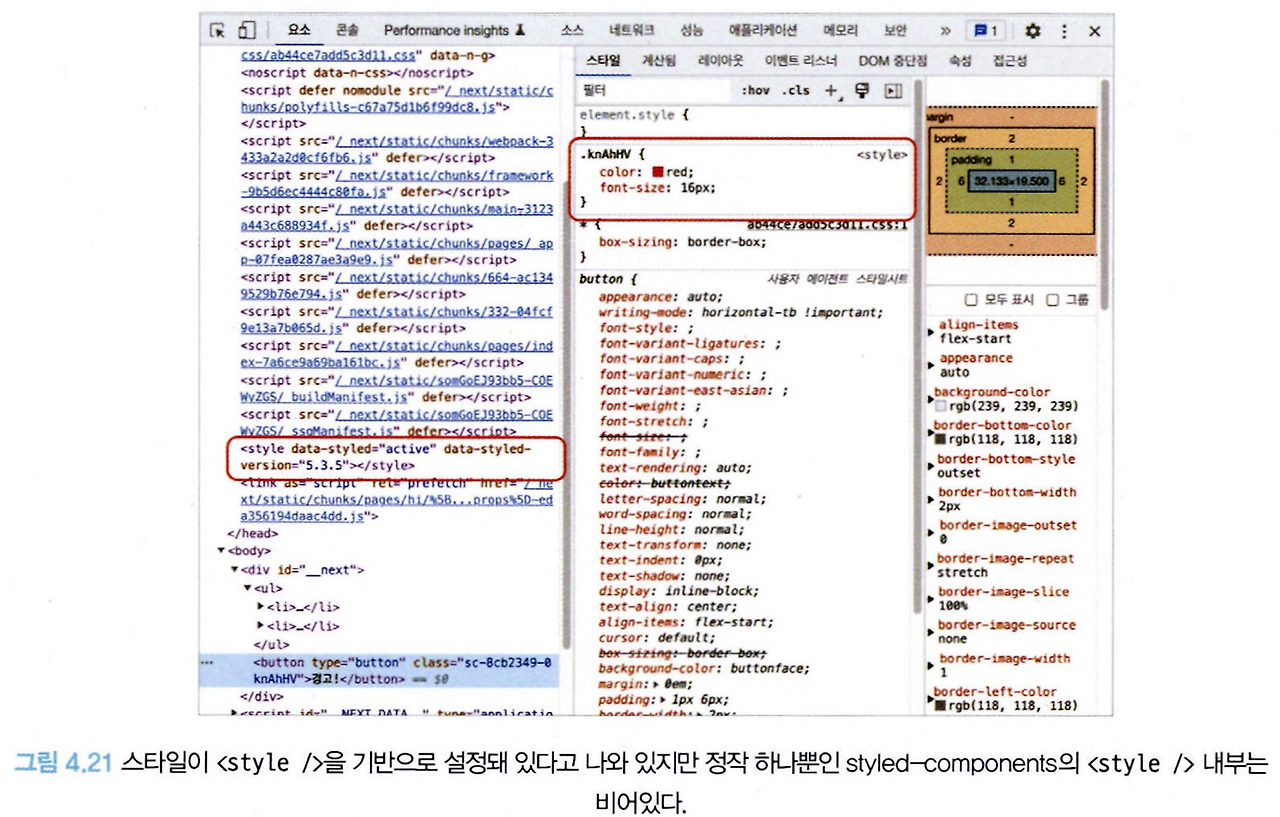 요소 콘솔 Performance insights 소스 네트워크 성능 애플리케이션 메모리 보안 » 1
css/ab44ce7add5c3d11.css" data-n-g>
<noscript data-n-css></noscript>
<script defer nomodule src="/_next/static/c
hunks/polyfills-c67a75d1b6f99dc8.js">
</script>
<script src="/_next/static/chunks/webpack-3
433a2a2d0cf6fb6.js" defer></script>
<script src="/_next/static/chunks/framework
-9b5d6ec4444c80fa.js" defer></script>
<script src="/_next/static/chunks/main-3123
a443c688934f.js" defer></script>
<script src="/_next/static/chunks/pages/_ap
p-07fea0287ae3a9e9.js" defer></script>
<script src="/_next/static/chunks/664-ac134
9529b76e794.js" defer></script>
<script src="/_next/static/chunks/332-04fcf
9e13a7b065d.js" defer></script>
<script src="/_next/static/chunks/pages/ind
ex-7a6ce9a69ba161bc.js" defer></script>
<script src="/_next/static/somGoEJ93bb5-COE
WyZGS/_buildManifest.js" defer></script>
<script src="/_next/static/somGoEJ93bb5-COE
WyZGS/_ssgManifest.js" defer></script>
<style data-styled="active" data-styled-
version="5.3.5"></style>
<link as="script" rel="prefetch" href="/_ne
xt/static/chunks/pages/hi/%5B...props%5D-ed
a356194daac4dd.js">
</head>
▼<body>
▼<div id="__next">
▼<ul>
▶<li>…</li>
▶<li>…</li>
</ul>
<button type="button" class="sc-8cb2349-0
knAhHV">경고!</button> == $0
</div>
▶<script id="__NEXT_DATA__" type="applicatio
스타일 계산됨 레이아웃 이벤트 리스너 DOM 중단점 속성 접근성
필터 :hov .cls +
element.style {
}
.knAhHV { <style>
color: red;
font-size: 16px;
}
* { ab44ce7add5c3d11.css:1
box-sizing: border-box;
}
button { 사용자 에이전트 스타일시트
appearance: auto;
writing-mode: horizontal-tb !important;
font-style: ;
font-variant-ligatures: ;
font-variant-caps: ;
font-variant-numeric: ;
font-variant-east-asian: ;
font-weight: ;
font-stretch: ;
font-size: ;
font-family: ;
text-rendering: auto;
color: buttontext;
letter-spacing: normal;
word-spacing: normal;
line-height: normal;
text-transform: none;
text-indent: 0px;
text-shadow: none;
display: inline-block;
text-align: center;
align-items: flex-start;
cursor: default;
box-sizing: border-box;
background-color: buttonface;
margin:▶ 0em;
padding:▶ 1px 6px;
border-width:▶ 2px;
margin -
border 2
padding 1
2 6 32.133×19.500 6 2
1
2
-
모두 표시 그룹
align-items
flex-start
appearance
auto
background-color
rgb(239, 239, 239)
border-bottom-color
rgb(118, 118, 118)
border-bottom-style
outset
border-bottom-width
2px
border-image-outset
0
border-image-repeat
stretch
border-image-slice
100%
border-image-source
none
border-image-width
1
border-left-color
rgb(118, 118, 118)
그림 4.21 스타일이 <style />을 기반으로 설정돼 있다고 나와 있지만 정작 하나뿐인 styled-components의 <style /> 내부는
비어있다.